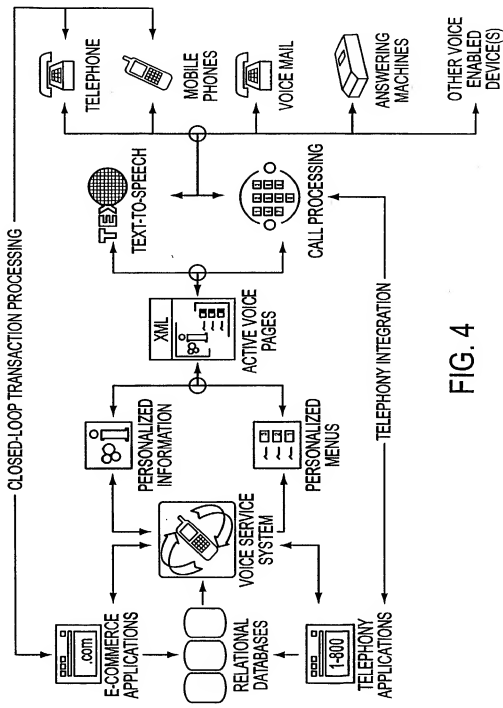 CLOSED-LOOP TRANSACTION PROCESSING
.com
E-COMMERCE
APPLICATIONS
RELATIONAL
DATABASES
1-800
TELEPHONY
APPLICATIONS
VOICE SERVICE
SYSTEM
PERSONALIZED
INFORMATION
PERSONALIZED
MENUS
XML
ACTIVE VOICE
PAGES
TEX
TEXT-TO-SPEECH
CALL PROCESSING
TELEPHONE
MOBILE
PHONES
VOICE MAIL
ANSWERING
MACHINES
OTHER VOICE
ENABLED
DEVICE(S)
TELEPHONY INTEGRATION
FIG. 4